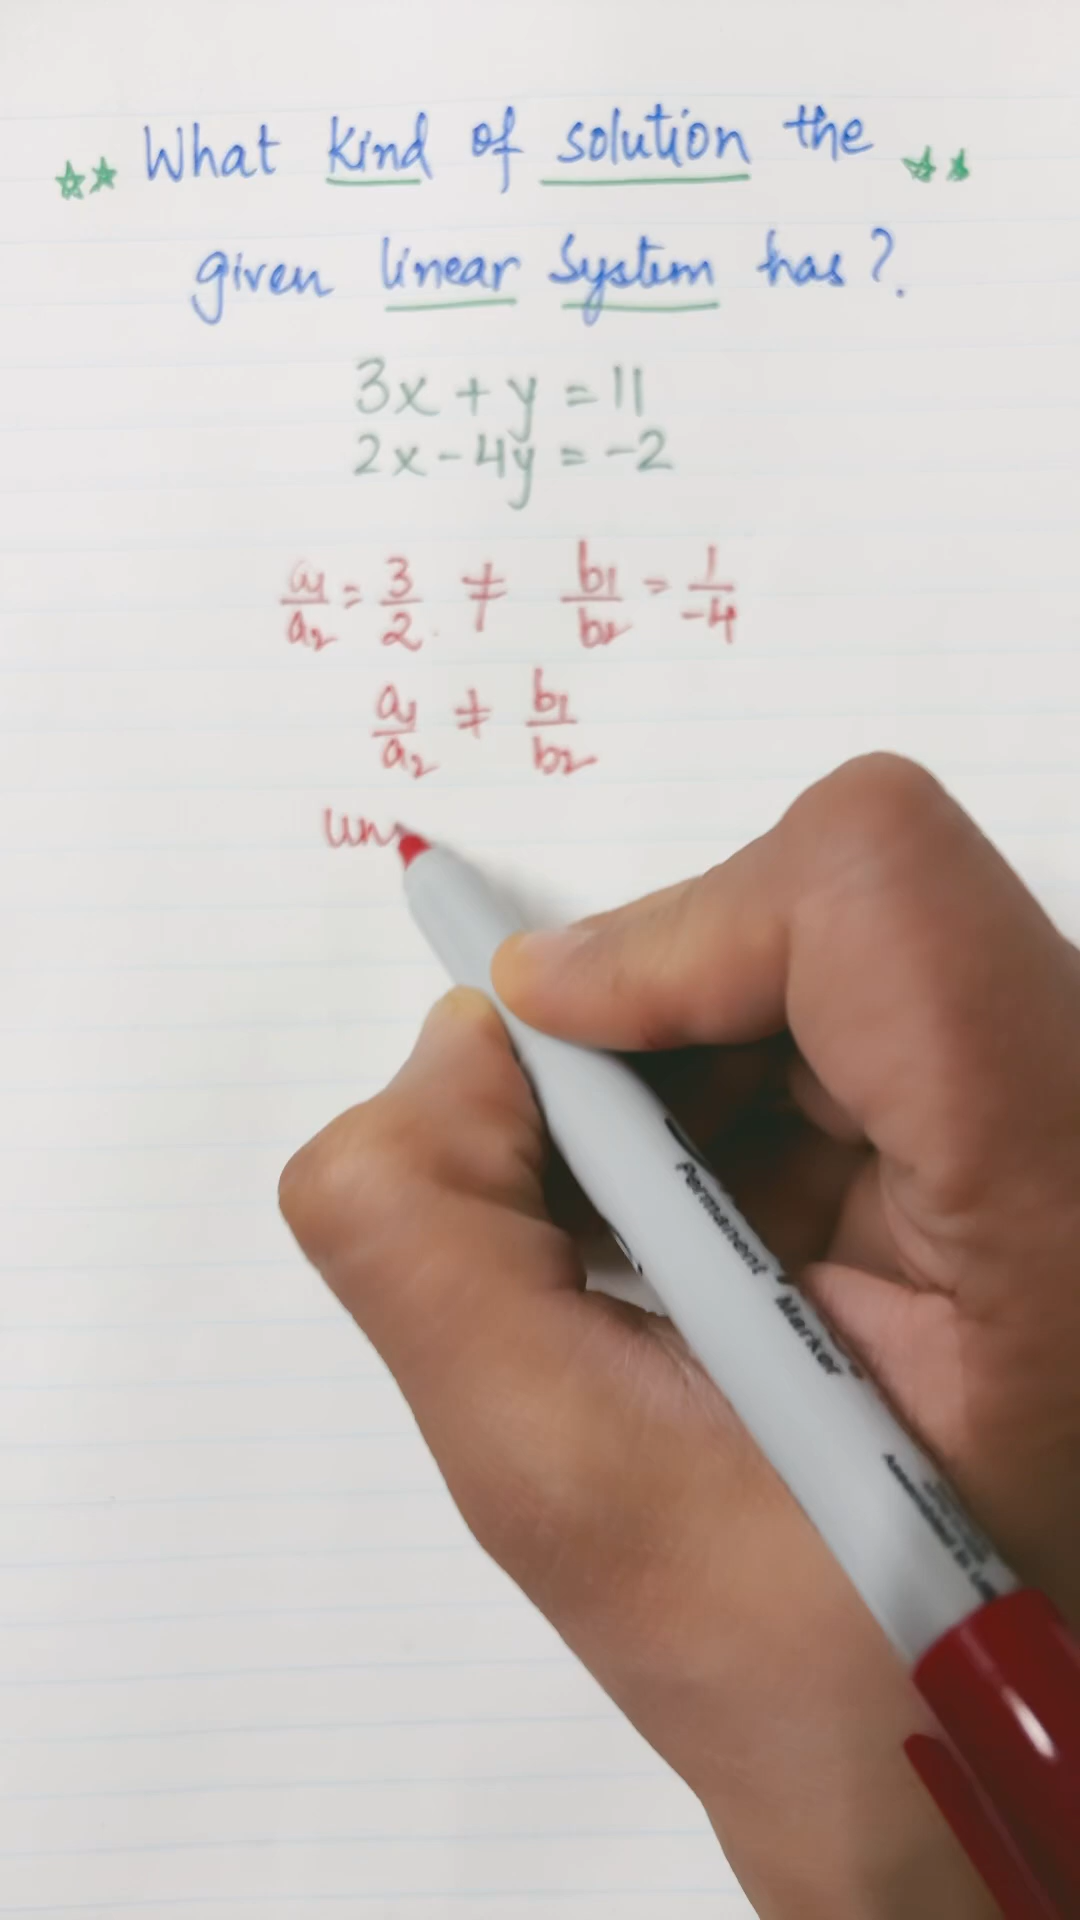 What kind of solution the
given linear System has?.
3x + y = 11
2x - 4y = -2
a1/a2 = 3/2 ≠ b1/b2 = 1/-4
a1/a2 ≠ b1/b2
un
Permanent Marker